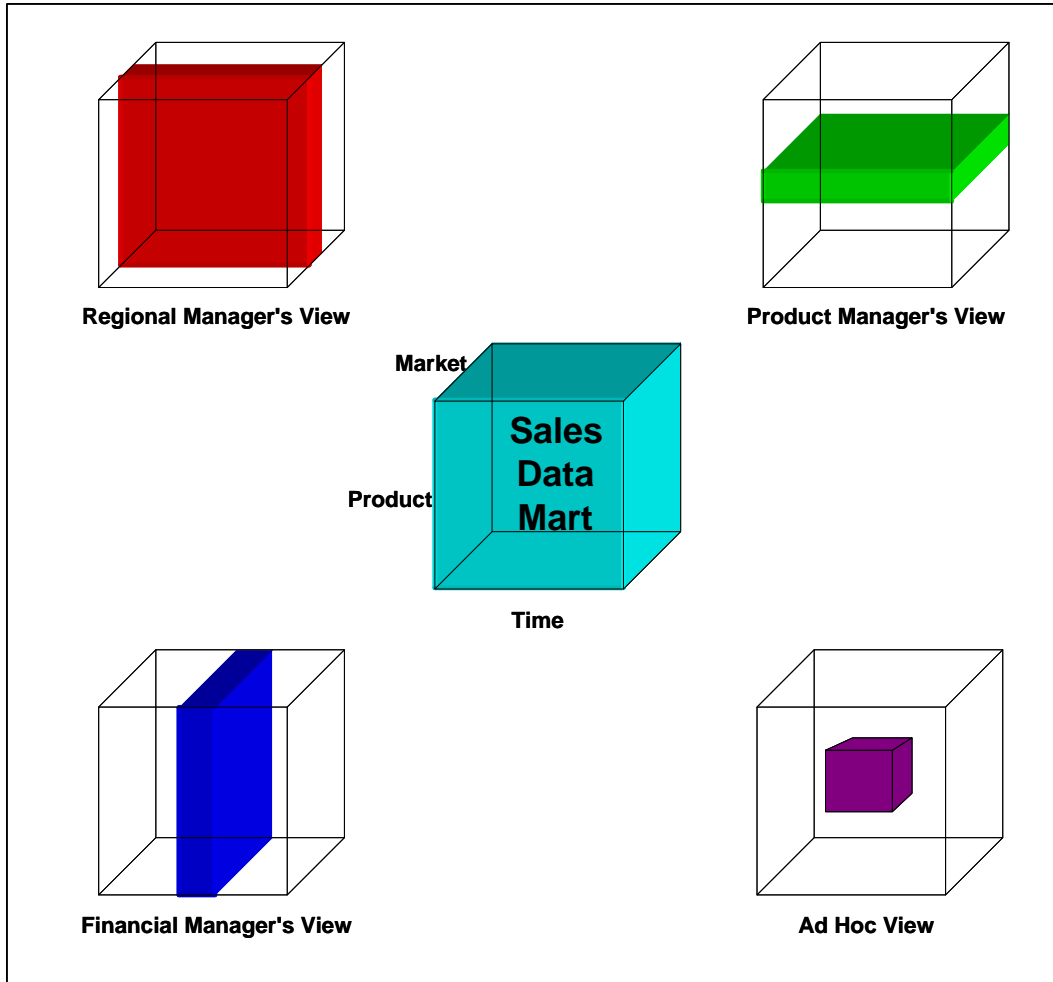 Regional Manager's View
Product Manager's View
Market
Sales
Data
Mart
Product
Time
Financial Manager's View
Ad Hoc View